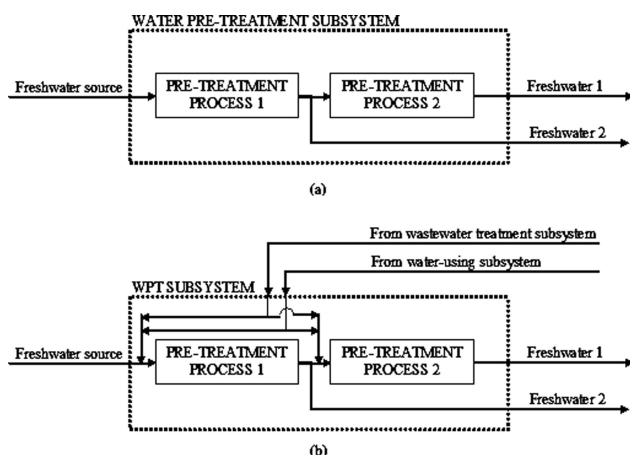 WATER PRE-TREATMENT SUBSYSTEM
Freshwater source
PRE-TREATMENT
PROCESS 1
PRE-TREATMENT
PROCESS 2
Freshwater 1
Freshwater 2
(a)
From wastewater treatment subsystem
From water-using subsystem
WPT SUBSYSTEM
Freshwater source
PRE-TREATMENT
PROCESS 1
PRE-TREATMENT
PROCESS 2
Freshwater 1
Freshwater 2
(b)